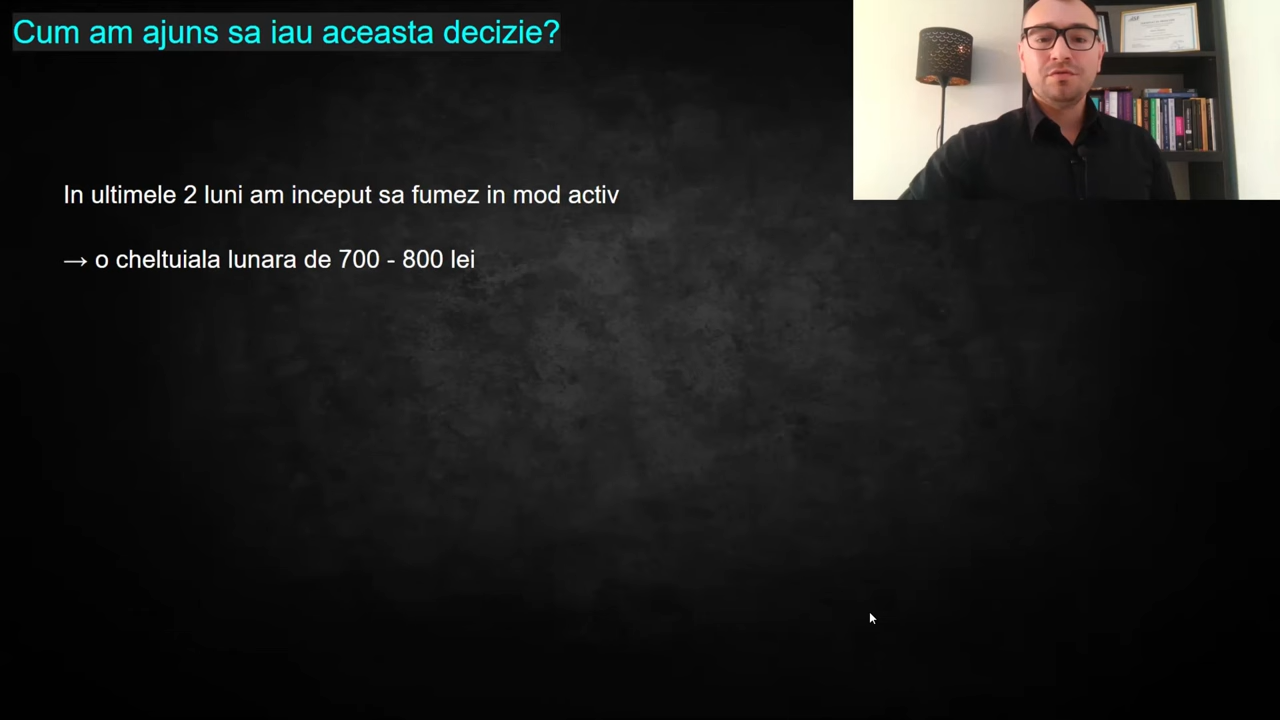 Cum am ajuns sa iau aceasta decizie?
In ultimele 2 luni am inceput sa fumez in mod activ
→ o cheltuiala lunara de 700 - 800 lei